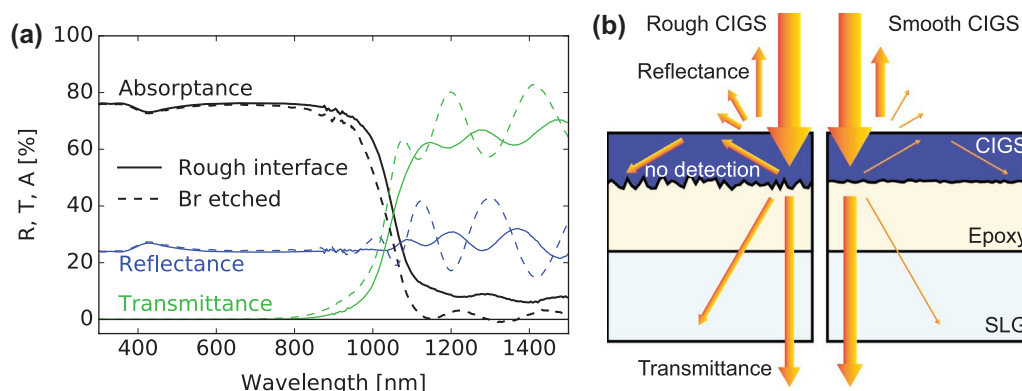 (a)
100
80
60
40
20
0
R, T, A [%]
Absorptance
Rough interface
Br etched
Reflectance
Transmittance
400
600
800
1000
1200
1400
Wavelength [nm]
(b)
Rough CIGS
Smooth CIGS
Reflectance
CIGS
no detection
Epoxy
SLG
Transmittance